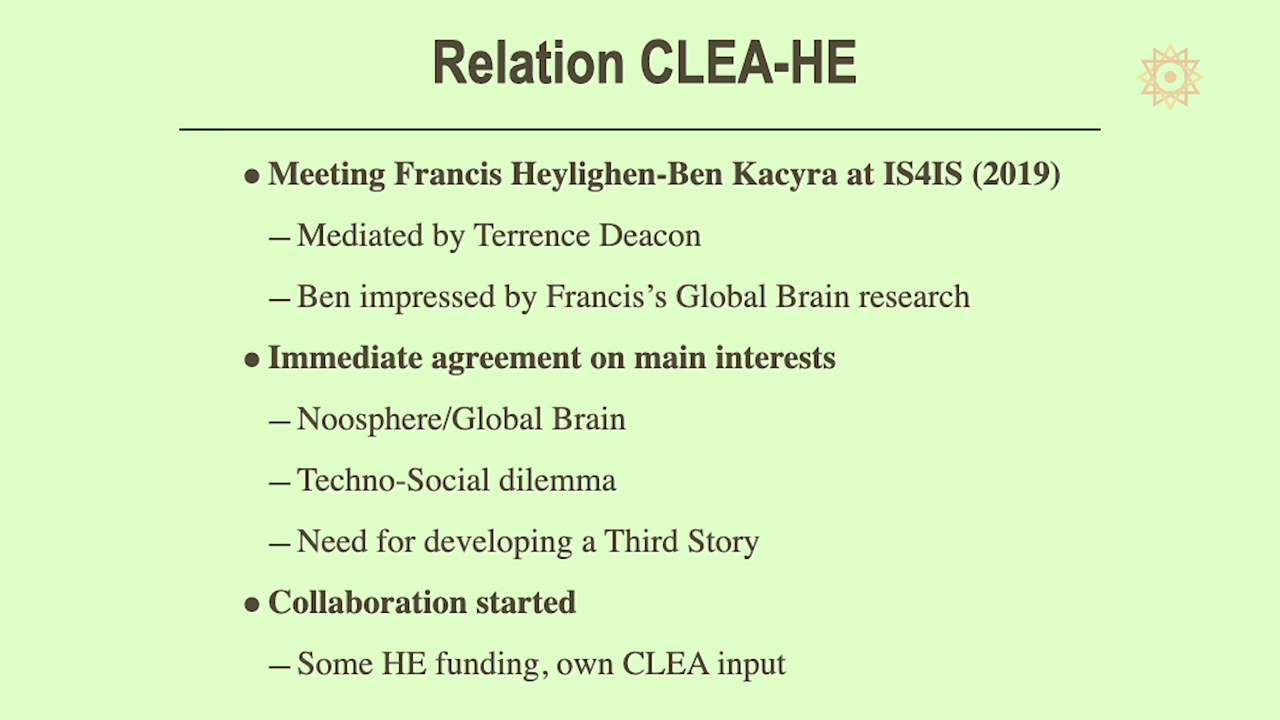 Relation CLEA-HE
● Meeting Francis Heylighen-Ben Kacyra at IS4IS (2019)
– Mediated by Terrence Deacon
– Ben impressed by Francis’s Global Brain research
● Immediate agreement on main interests
– Noosphere/Global Brain
– Techno-Social dilemma
– Need for developing a Third Story
● Collaboration started
– Some HE funding, own CLEA input